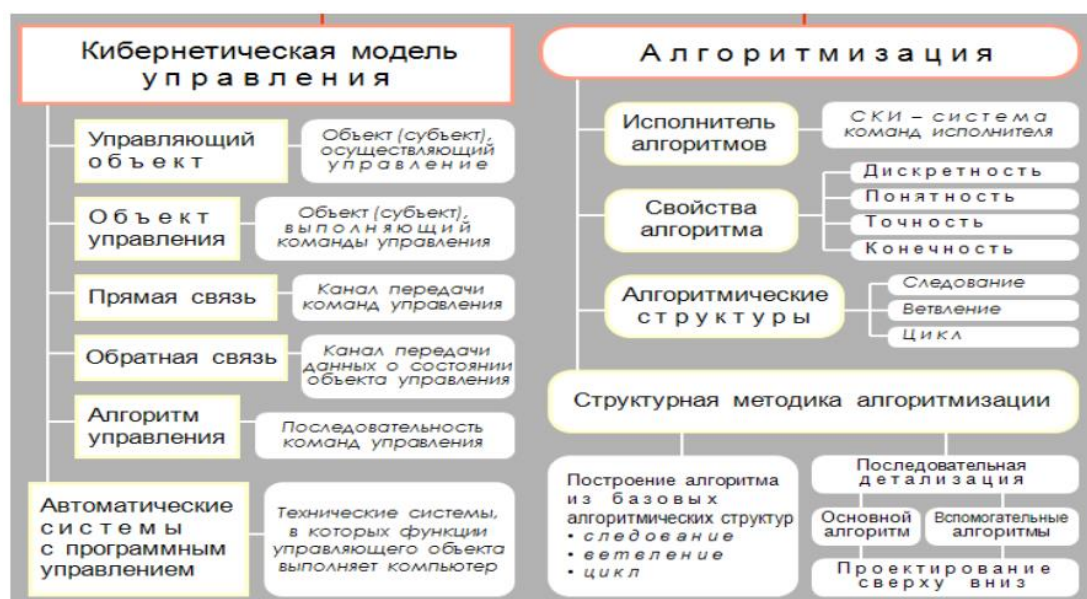 Кибернетическая модель
управления
Управляющий
объект
Объект (субъект),
осуществляющий
управление
Объект
управления
Объект (субъект),
выполняющий
команды управления
Прямая связь
Канал передачи
команд управления
Обратная связь
Канал передачи
данных о состоянии
объекта управления
Алгоритм
управления
Последовательность
команд управления
Автоматические
системы
с программным
управлением
Технические системы,
в которых функции
управляющего объекта
выполняет компьютер
Алгоритмизация
Исполнитель
алгоритмов
СКИ – система
команд исполнителя
Свойства
алгоритма
Дискретность
Понятность
Точность
Конечность
Алгоритмические
структуры
Следование
Ветвление
Цикл
Структурная методика алгоритмизации
Построение алгоритма
из базовых
алгоритмических структур
• следование
• ветвление
• цикл
Последовательная
детализация
Основной
алгоритм
Вспомогательные
алгоритмы
Проектирование
сверху вниз